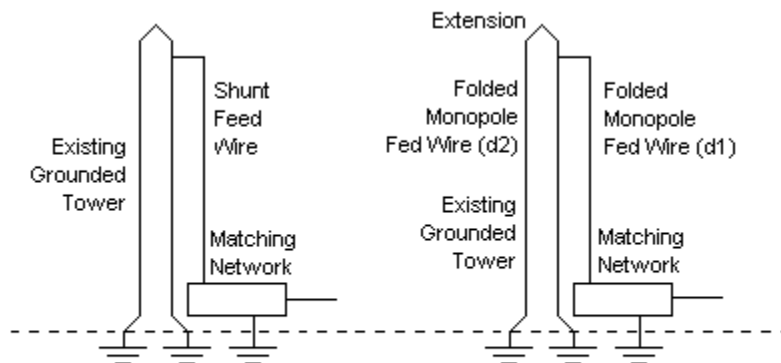 Shunt
Feed
Wire
Existing
Grounded
Tower
Matching
Network
Extension
Folded
Monopole
Fed Wire (d2)
Folded
Monopole
Fed Wire (d1)
Existing
Grounded
Tower
Matching
Network